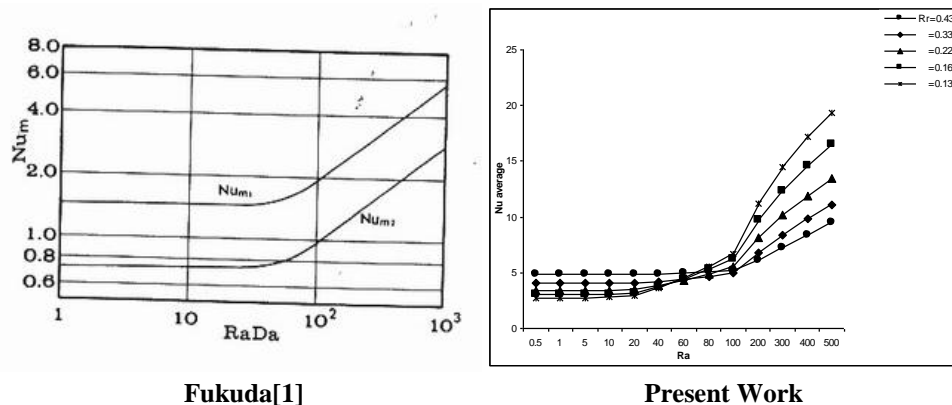 8.0
6.0
4.0
2.0
1.0
0.8
0.6
Num
Num1
Num2
1 10 10² 10³
RaDa
Fukuda[1]
Rr=0.43
=0.33
=0.22
=0.16
=0.13
25
20
15
10
5
0
Nu average
0.5 1 5 10 20 40 60 80 100 200 300 400 500
Ra
Present Work